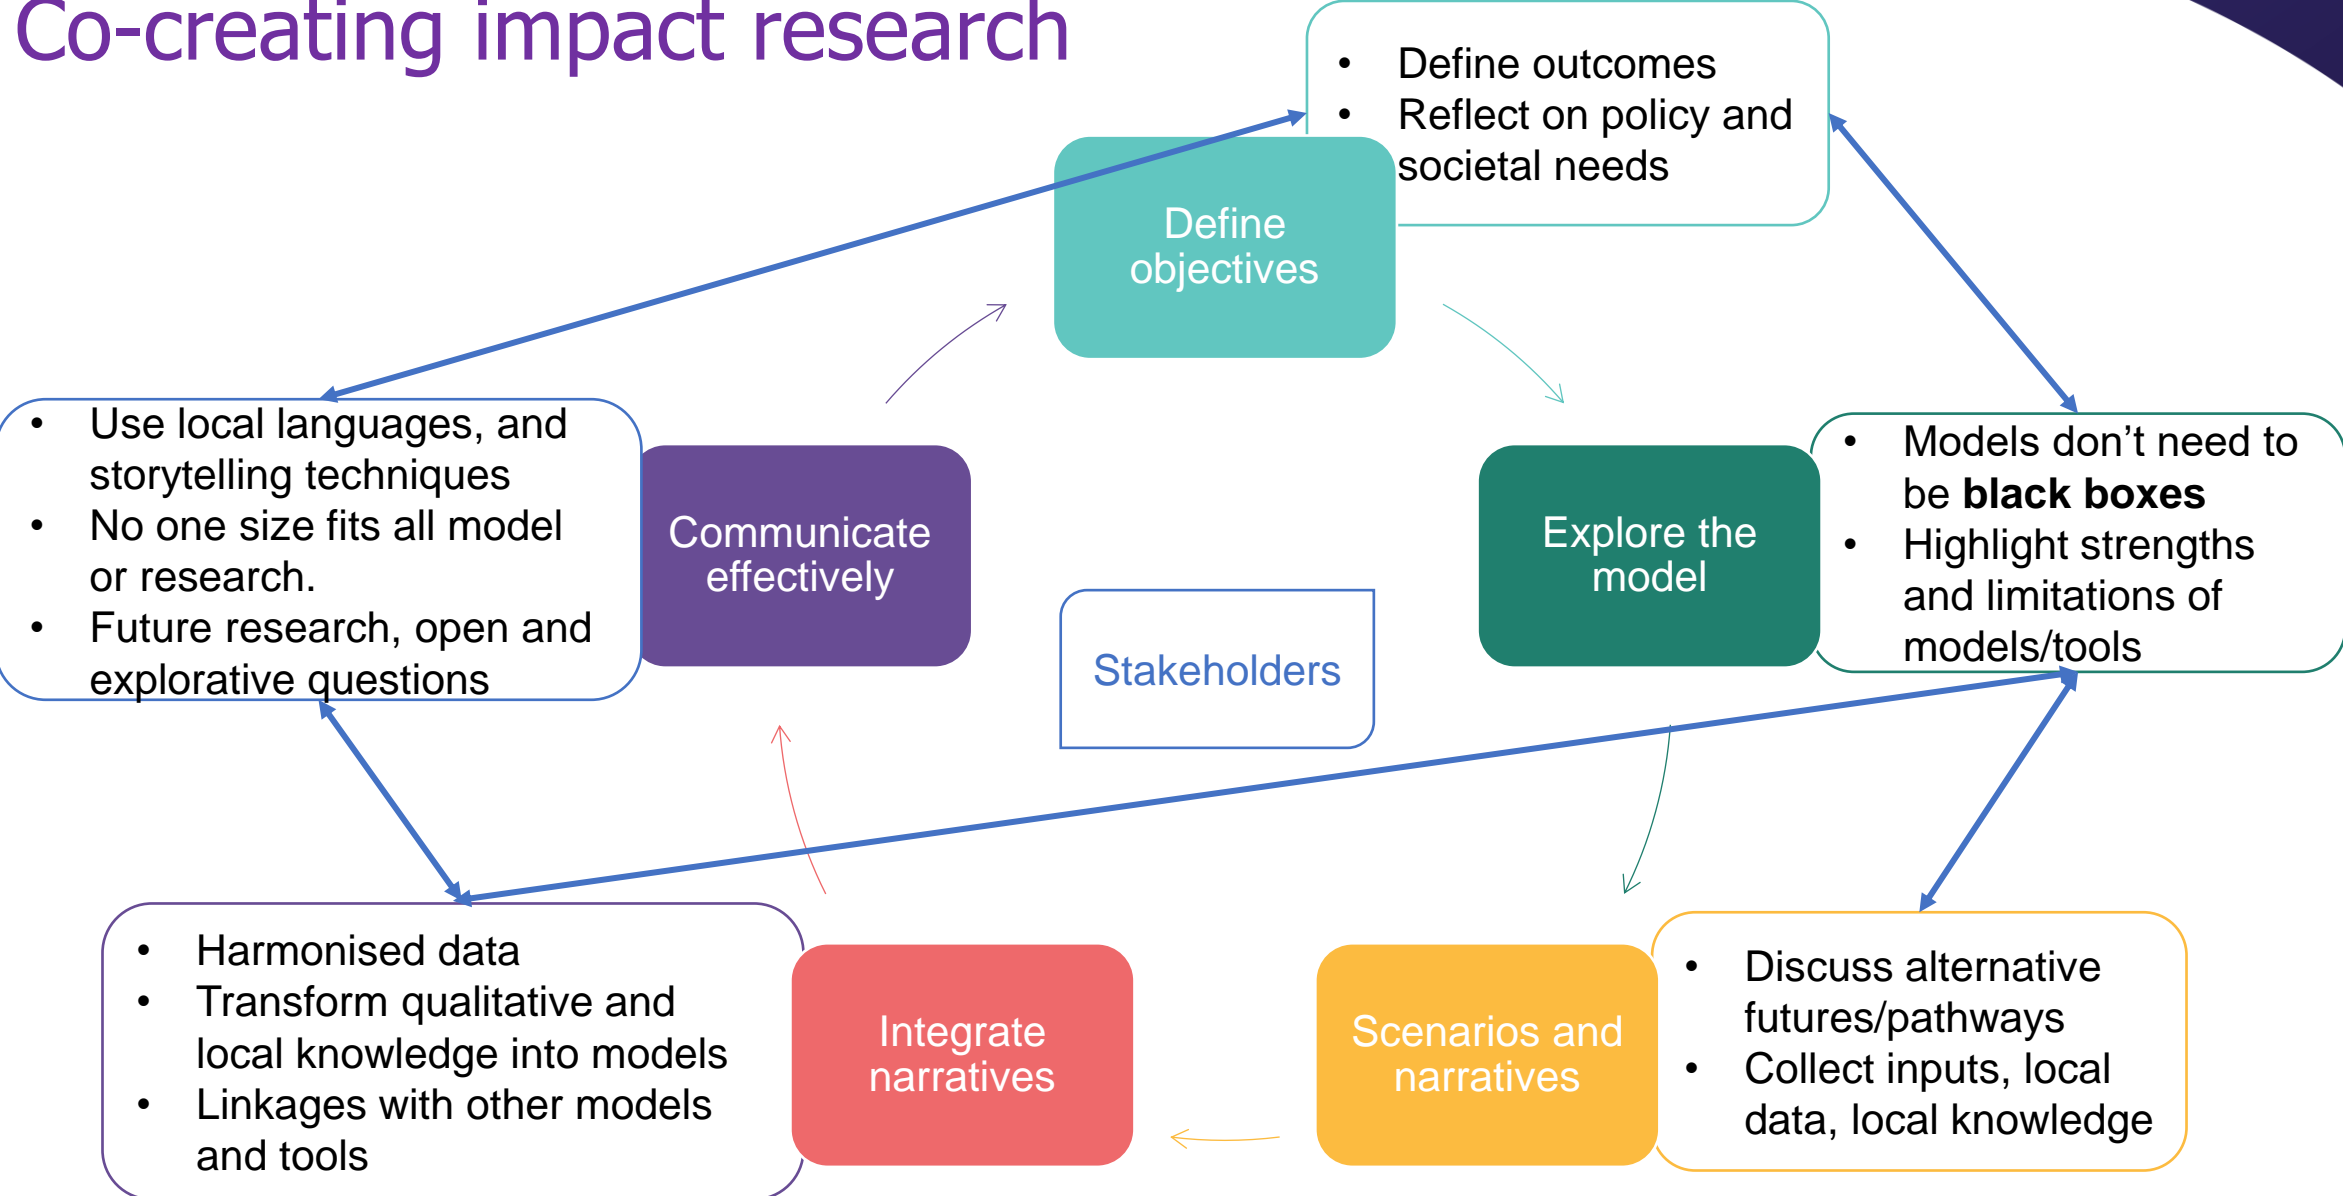 Co-creating impact research
• Define outcomes
• Reflect on policy and
societal needs
Define
objectives
• Use local languages, and
storytelling techniques
• No one size fits all model
or research.
• Future research, open and
explorative questions
Communicate
effectively
Explore the
model
• Models don’t need to
be black boxes
• Highlight strengths
and limitations of
models/tools
Stakeholders
• Harmonised data
• Transform qualitative and
local knowledge into models
• Linkages with other models
and tools
Integrate
narratives
Scenarios and
narratives
• Discuss alternative
futures/pathways
• Collect inputs, local
data, local knowledge